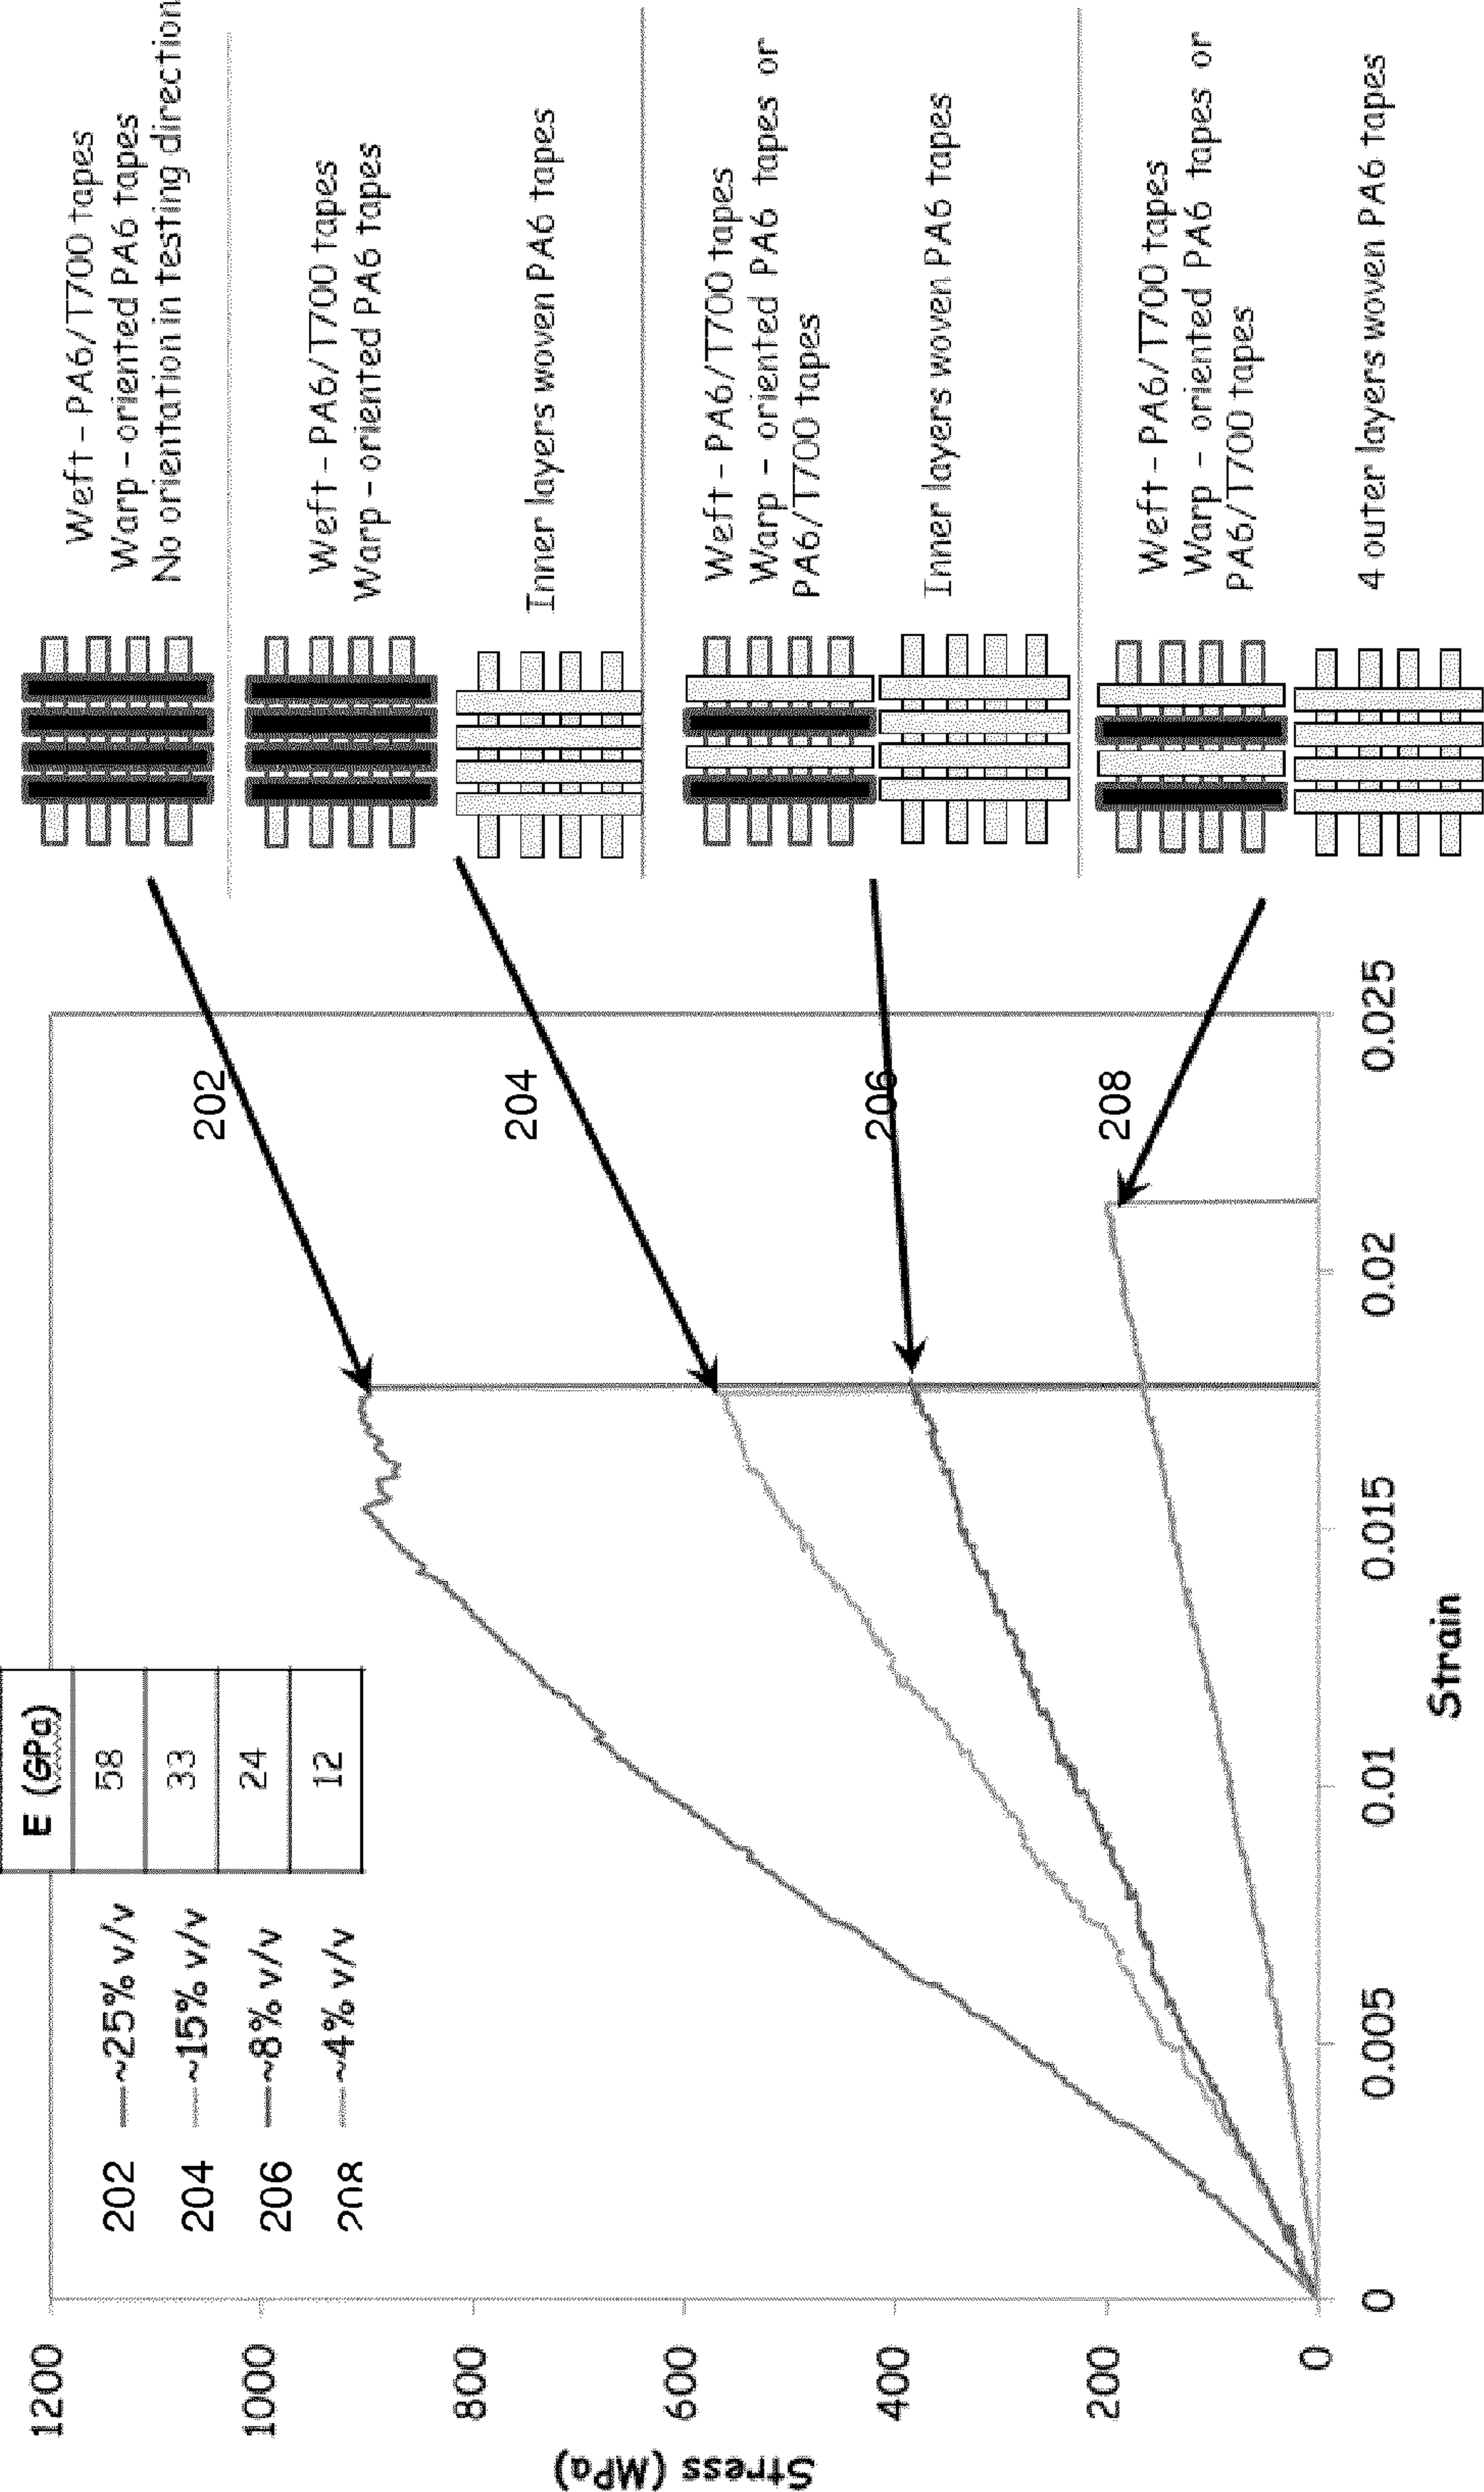 E (GPa)
202 ~25% v/v 58
204 ~15% v/v 33
206 ~8% v/v 24
208 ~4% v/v 12
Stress (MPa)
1200
1000
800
600
400
200
0
0
0.005
0.01
0.015
0.02
0.025
Strain
202
204
206
208
Weft - PA6/T700 tapes
Warp - oriented PA6 tapes
No orientation in testing direction
Weft - PA6/T700 tapes
Warp - oriented PA6 tapes
Inner layers woven PA6 tapes
Weft - PA6/T700 tapes
Warp - oriented PA6 tapes or
PA6/T700 tapes
Inner layers woven PA6 tapes
Weft - PA6/T700 tapes
Warp - oriented PA6 tapes or
PA6/T700 tapes
4 outer layers woven PA6 tapes